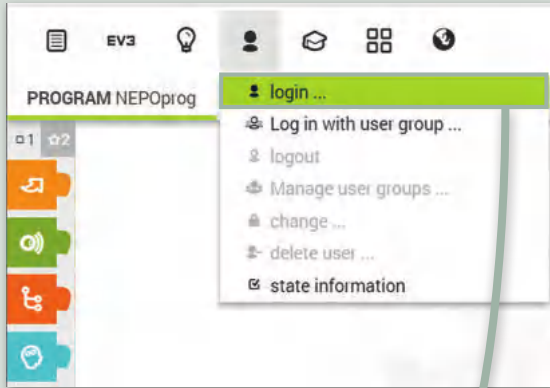 EV3
PROGRAM NEPOprog
1 2
login ...
Log in with user group ...
logout
Manage user groups ...
change ...
delete user ...
state information